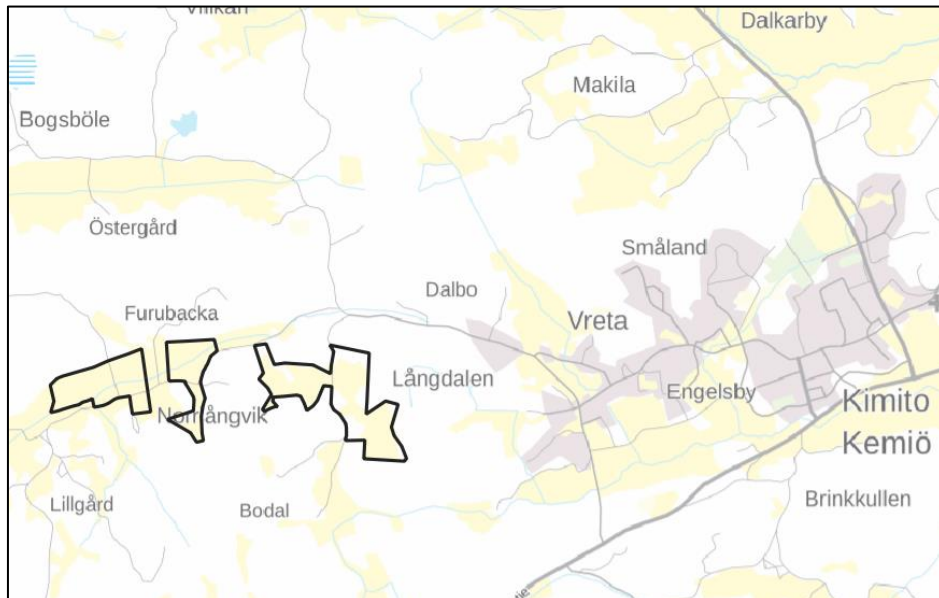 Dalkarby
Makila
Bogsböle
Östergård
Småland
Dalbo
Furubacka
Vreta
Långdalen
Engelsby
Kimito
Kemiö
Lillgård
Bodal
Brinkkullen